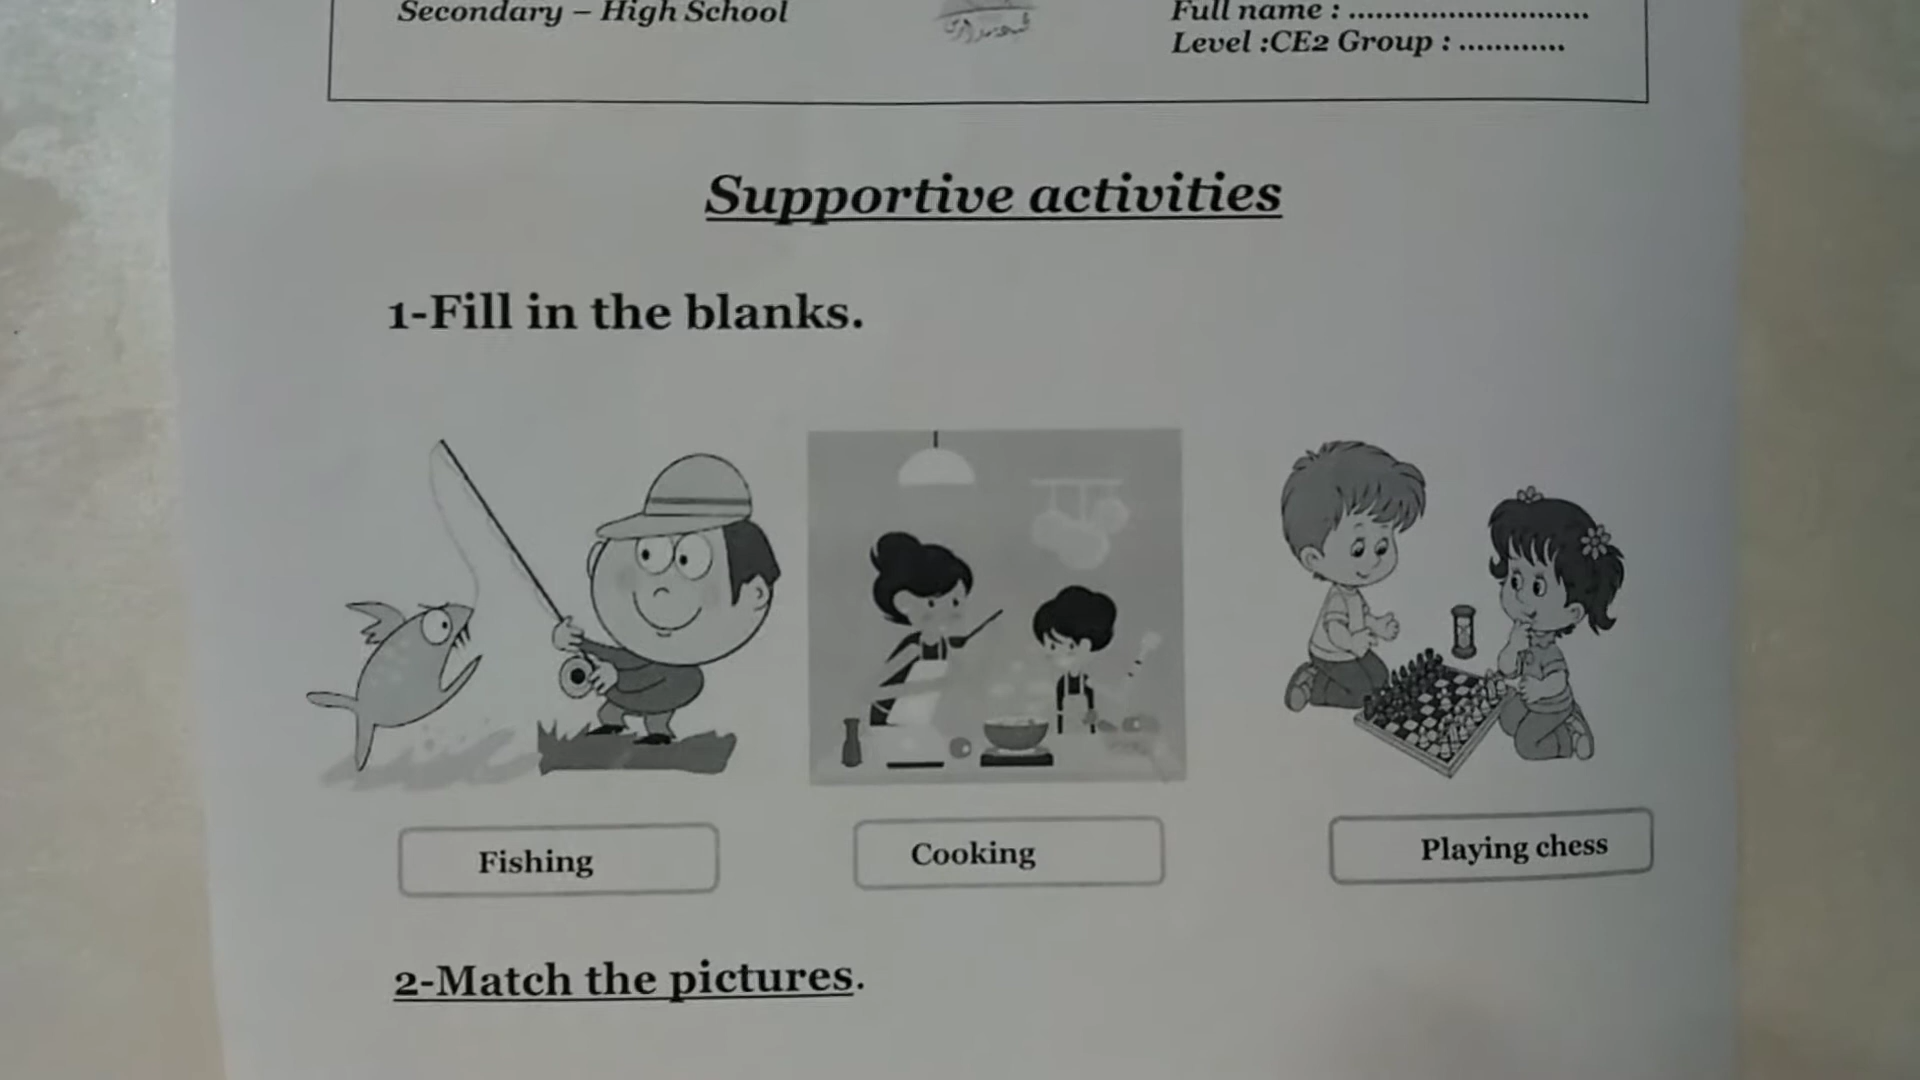 Secondary – High School
Full name : ...........................
Level :CE2 Group : ............
Supportive activities
1-Fill in the blanks.
Fishing
Cooking
Playing chess
2-Match the pictures.